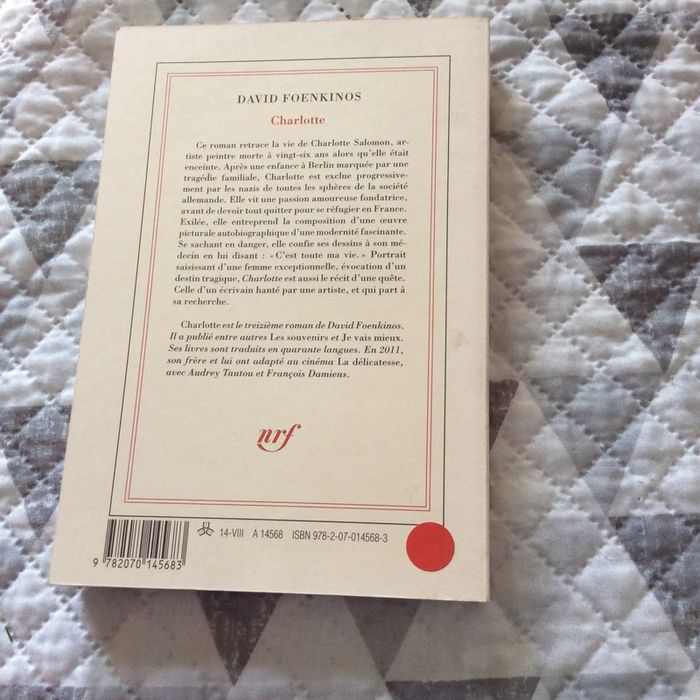 DAVID FOENKINOS
Charlotte
Ce roman retrace la vie de Charlotte Salomon, ar-
tiste peintre morte à vingt-six ans alors qu'elle était
enceinte. Après une enfance à Berlin marquée par une
tragédie familiale, Charlotte est exclue progressive-
ment par les nazis de toutes les sphères de la société
allemande. Elle vit une passion amoureuse fondatrice,
avant de devoir tout quitter pour se réfugier en France.
Exilée, elle entreprend la composition d'une œuvre
picturale autobiographique d'une modernité fascinante.
Se sachant en danger, elle confie ses dessins à son mé-
decin en lui disant : « C'est toute ma vie. » Portrait
saisissant d'une femme exceptionnelle, évocation d'un
destin tragique, Charlotte est aussi le récit d'une quête.
Celle d'un écrivain hanté par une artiste, et qui part à
sa recherche.
Charlotte est le treizième roman de David Foenkinos.
Il a publié entre autres Les souvenirs et Je vais mieux.
Ses livres sont traduits en quarante langues. En 2011,
son frère et lui ont adapté au cinéma La délicatesse,
avec Audrey Tautou et François Damiens.
nrf
14-VIII A 14568 ISBN 978-2-07-014568-3
9 782070 145683